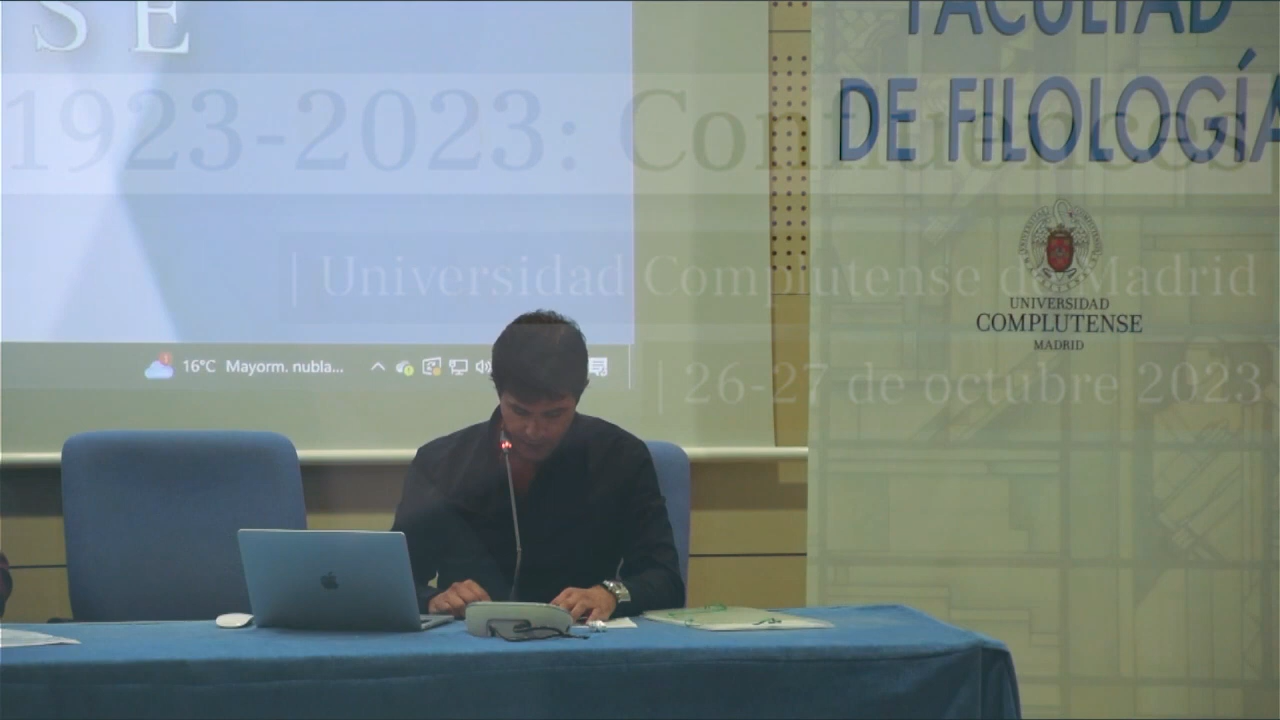 S E
FACULTAD
DE FILOLOGÍA
1923-2023: Confluences
| Universidad Complutense de Madrid
| 26-27 de octubre 2023
UNIVERSIDAD
COMPLUTENSE
MADRID
16°C Mayorm. nubla...